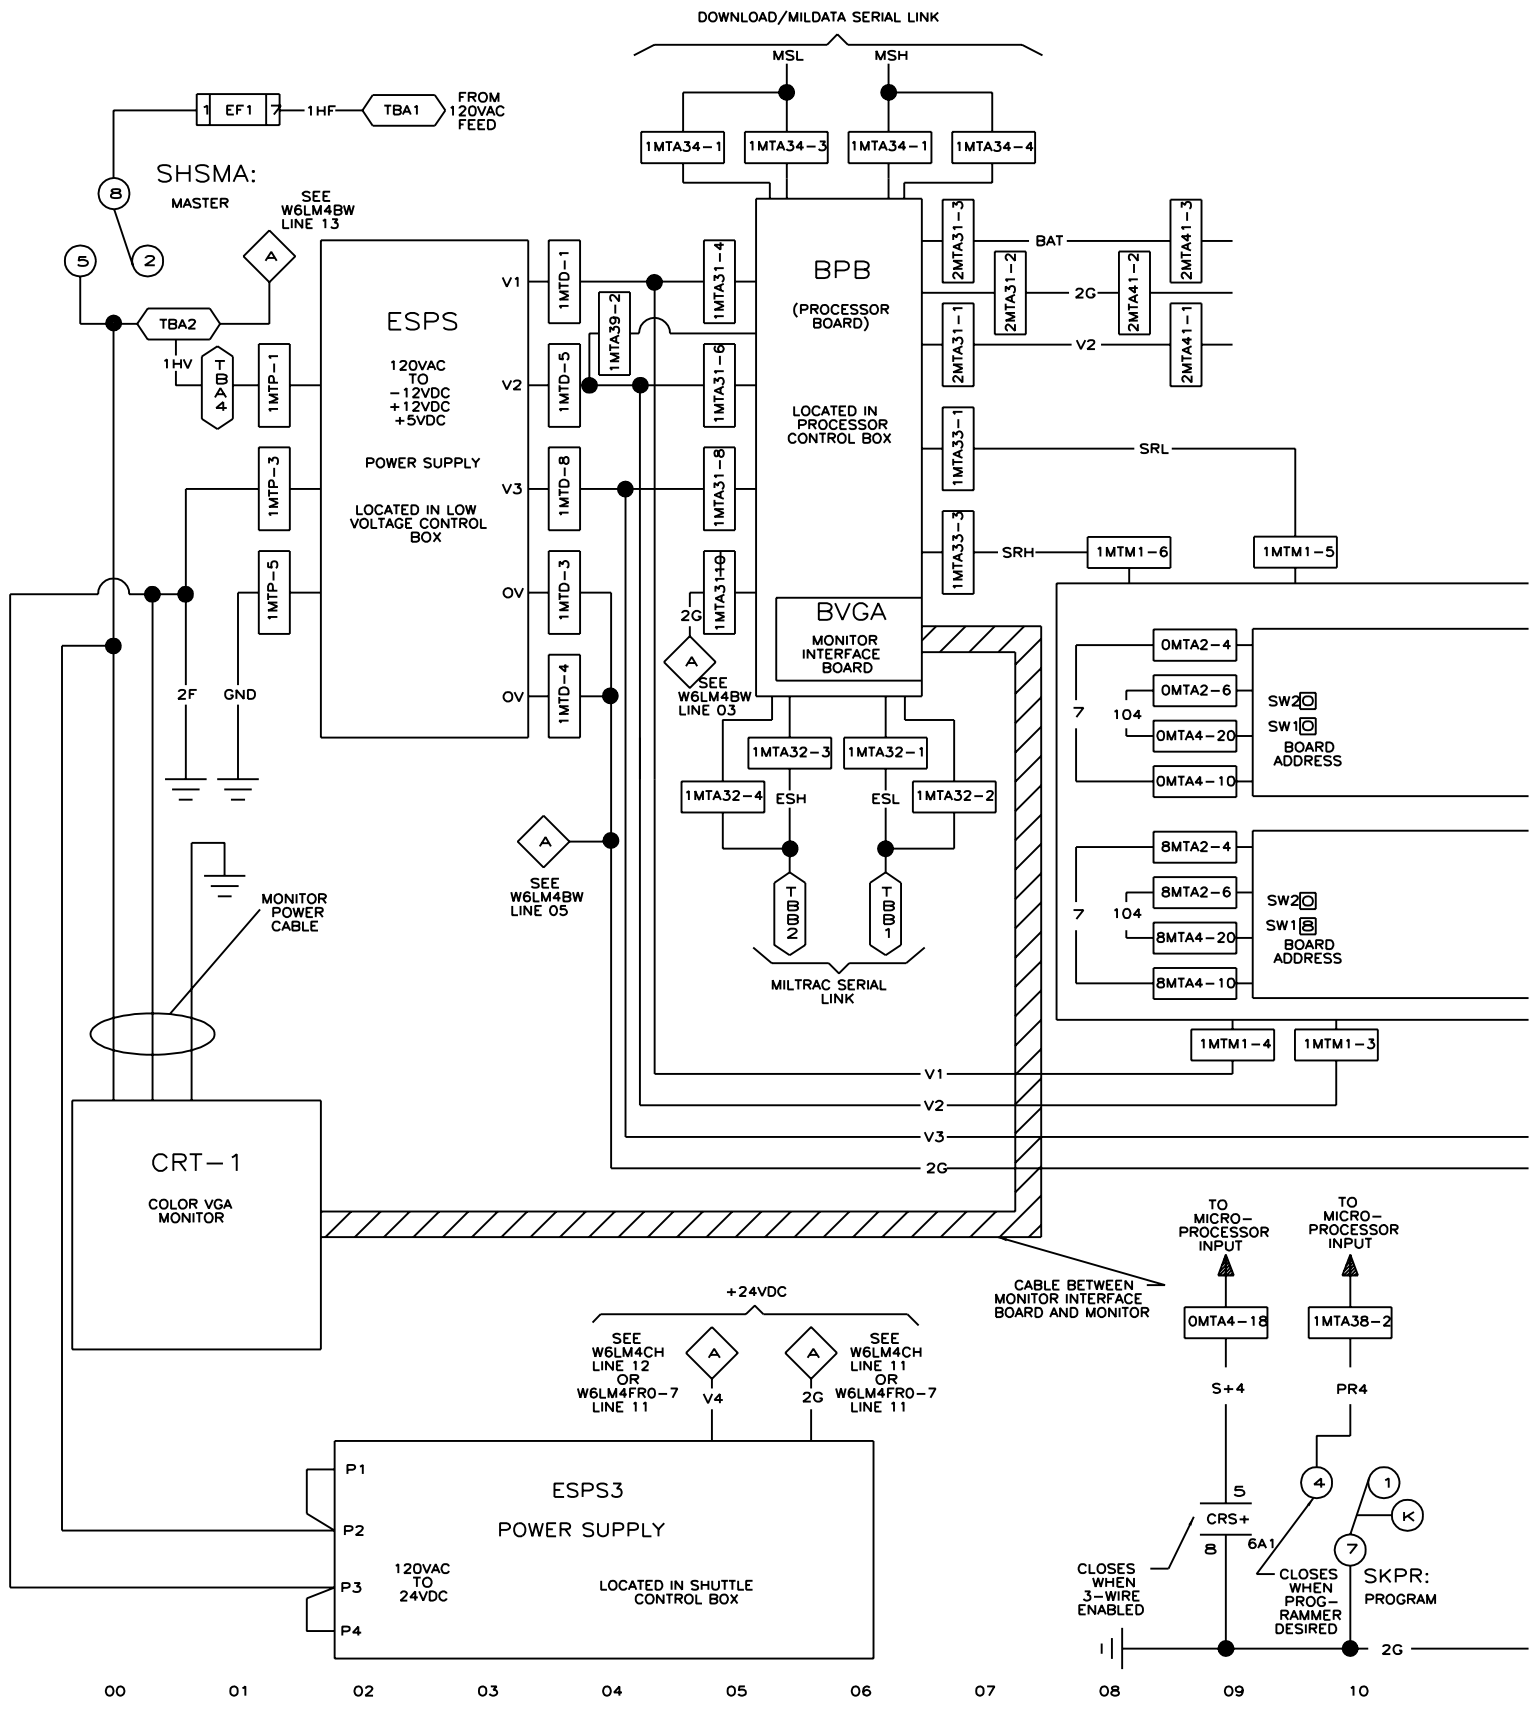 DOWNLOAD/MILDATA SERIAL LINK
MSL
MSH
1
EF1
7
1HF
TBA1
FROM
120VAC
FEED
1MTA34-1
1MTA34-3
1MTA34-1
1MTA34-4
SHSMA:
MASTER
8
5
2
SEE
W6LM4BW
LINE 13
A
TBA2
1HV
TBA4
1MTP-1
1MTP-3
1MTP-5
2F
GND
ESPS
120VAC
TO
-12VDC
+12VDC
+5VDC
POWER SUPPLY
LOCATED IN LOW
VOLTAGE CONTROL
BOX
V1
V2
V3
OV
OV
1MTD-1
1MTD-5
1MTD-8
1MTD-3
1MTD-4
1MTA39-2
1MTA31-4
1MTA31-6
1MTA31-8
1MTA31-10
2G
A
SEE
W6LM4BW
LINE 03
BPB
(PROCESSOR
BOARD)
LOCATED IN
PROCESSOR
CONTROL BOX
BVGA
MONITOR
INTERFACE
BOARD
2MTA31-3
BAT
2MTA41-3
2MTA31-2
2G
2MTA41-2
2MTA31-1
V2
2MTA41-1
1MTA33-1
SRL
1MTA33-3
SRH
1MTM1-6
1MTM1-5
0MTA2-4
0MTA2-6
0MTA4-20
0MTA4-10
7
104
SW2
O
SW1
O
BOARD
ADDRESS
8MTA2-4
8MTA2-6
8MTA4-20
8MTA4-10
7
104
SW2
O
SW1
8
BOARD
ADDRESS
1MTM1-4
1MTM1-3
1MTA32-3
1MTA32-1
1MTA32-4
ESH
ESL
1MTA32-2
TBB2
TBB1
MILTRAC SERIAL
LINK
A
SEE
W6LM4BW
LINE 05
MONITOR
POWER
CABLE
V1
V2
V3
2G
CRT-1
COLOR VGA
MONITOR
CABLE BETWEEN
MONITOR INTERFACE
BOARD AND MONITOR
+24VDC
SEE
W6LM4CH
LINE 12
OR
W6LM4FRO-7
LINE 11
A
V4
A
2G
SEE
W6LM4CH
LINE 11
OR
W6LM4FRO-7
LINE 11
P1
P2
P3
P4
ESPS3
POWER SUPPLY
120VAC
TO
24VDC
LOCATED IN SHUTTLE
CONTROL BOX
TO
MICRO-
PROCESSOR
INPUT
TO
MICRO-
PROCESSOR
INPUT
0MTA4-18
1MTA38-2
S+4
PR4
5
CRS+
8
6A1
4
1
K
7
CLOSES
WHEN
3-WIRE
ENABLED
CLOSES
WHEN
PROG-
RAMMER
DESIRED
SKPR:
PROGRAM
2G
00 01 02 03 04 05 06 07 08 09 10